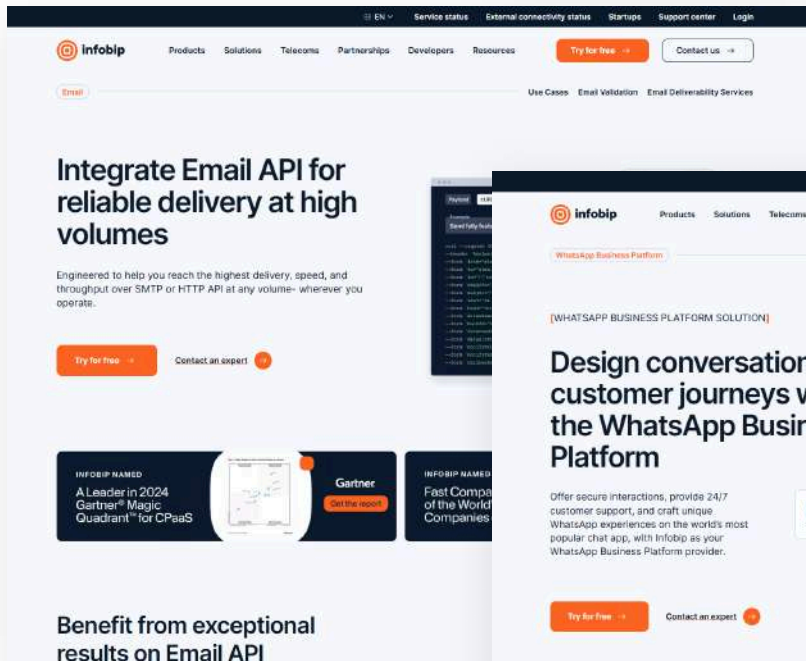 EN
Service status
External connectivity status
Startups
Support center
Login
infobip
Products
Solutions
Telecoms
Partnerships
Developers
Resources
Try for free →
Contact us →
Email
Use Cases
Email Validation
Email Deliverability Services
Integrate Email API for
reliable delivery at high
volumes
Engineered to help you reach the highest delivery, speed, and
throughput over SMTP or HTTP API at any volume- wherever you
operate.
Try for free →
Contact an expert →
Payload
INFOBIP NAMED
A Leader in 2024
Gartner® Magic
Quadrant™ for CPaaS
Gartner
Get the report
INFOBIP NAMED
Fast Compa
of the World'
Companies
Benefit from exceptional
results on Email API
infobip
Products
Solutions
Telecoms
WhatsApp Business Platform
[WHATSAPP BUSINESS PLATFORM SOLUTION]
Design conversation
customer journeys w
the WhatsApp Busin
Platform
Offer secure interactions, provide 24/7
customer support, and craft unique
WhatsApp experiences on the world's most
popular chat app, with Infobip as your
WhatsApp Business Platform provider.
Try for free →
Contact an expert →